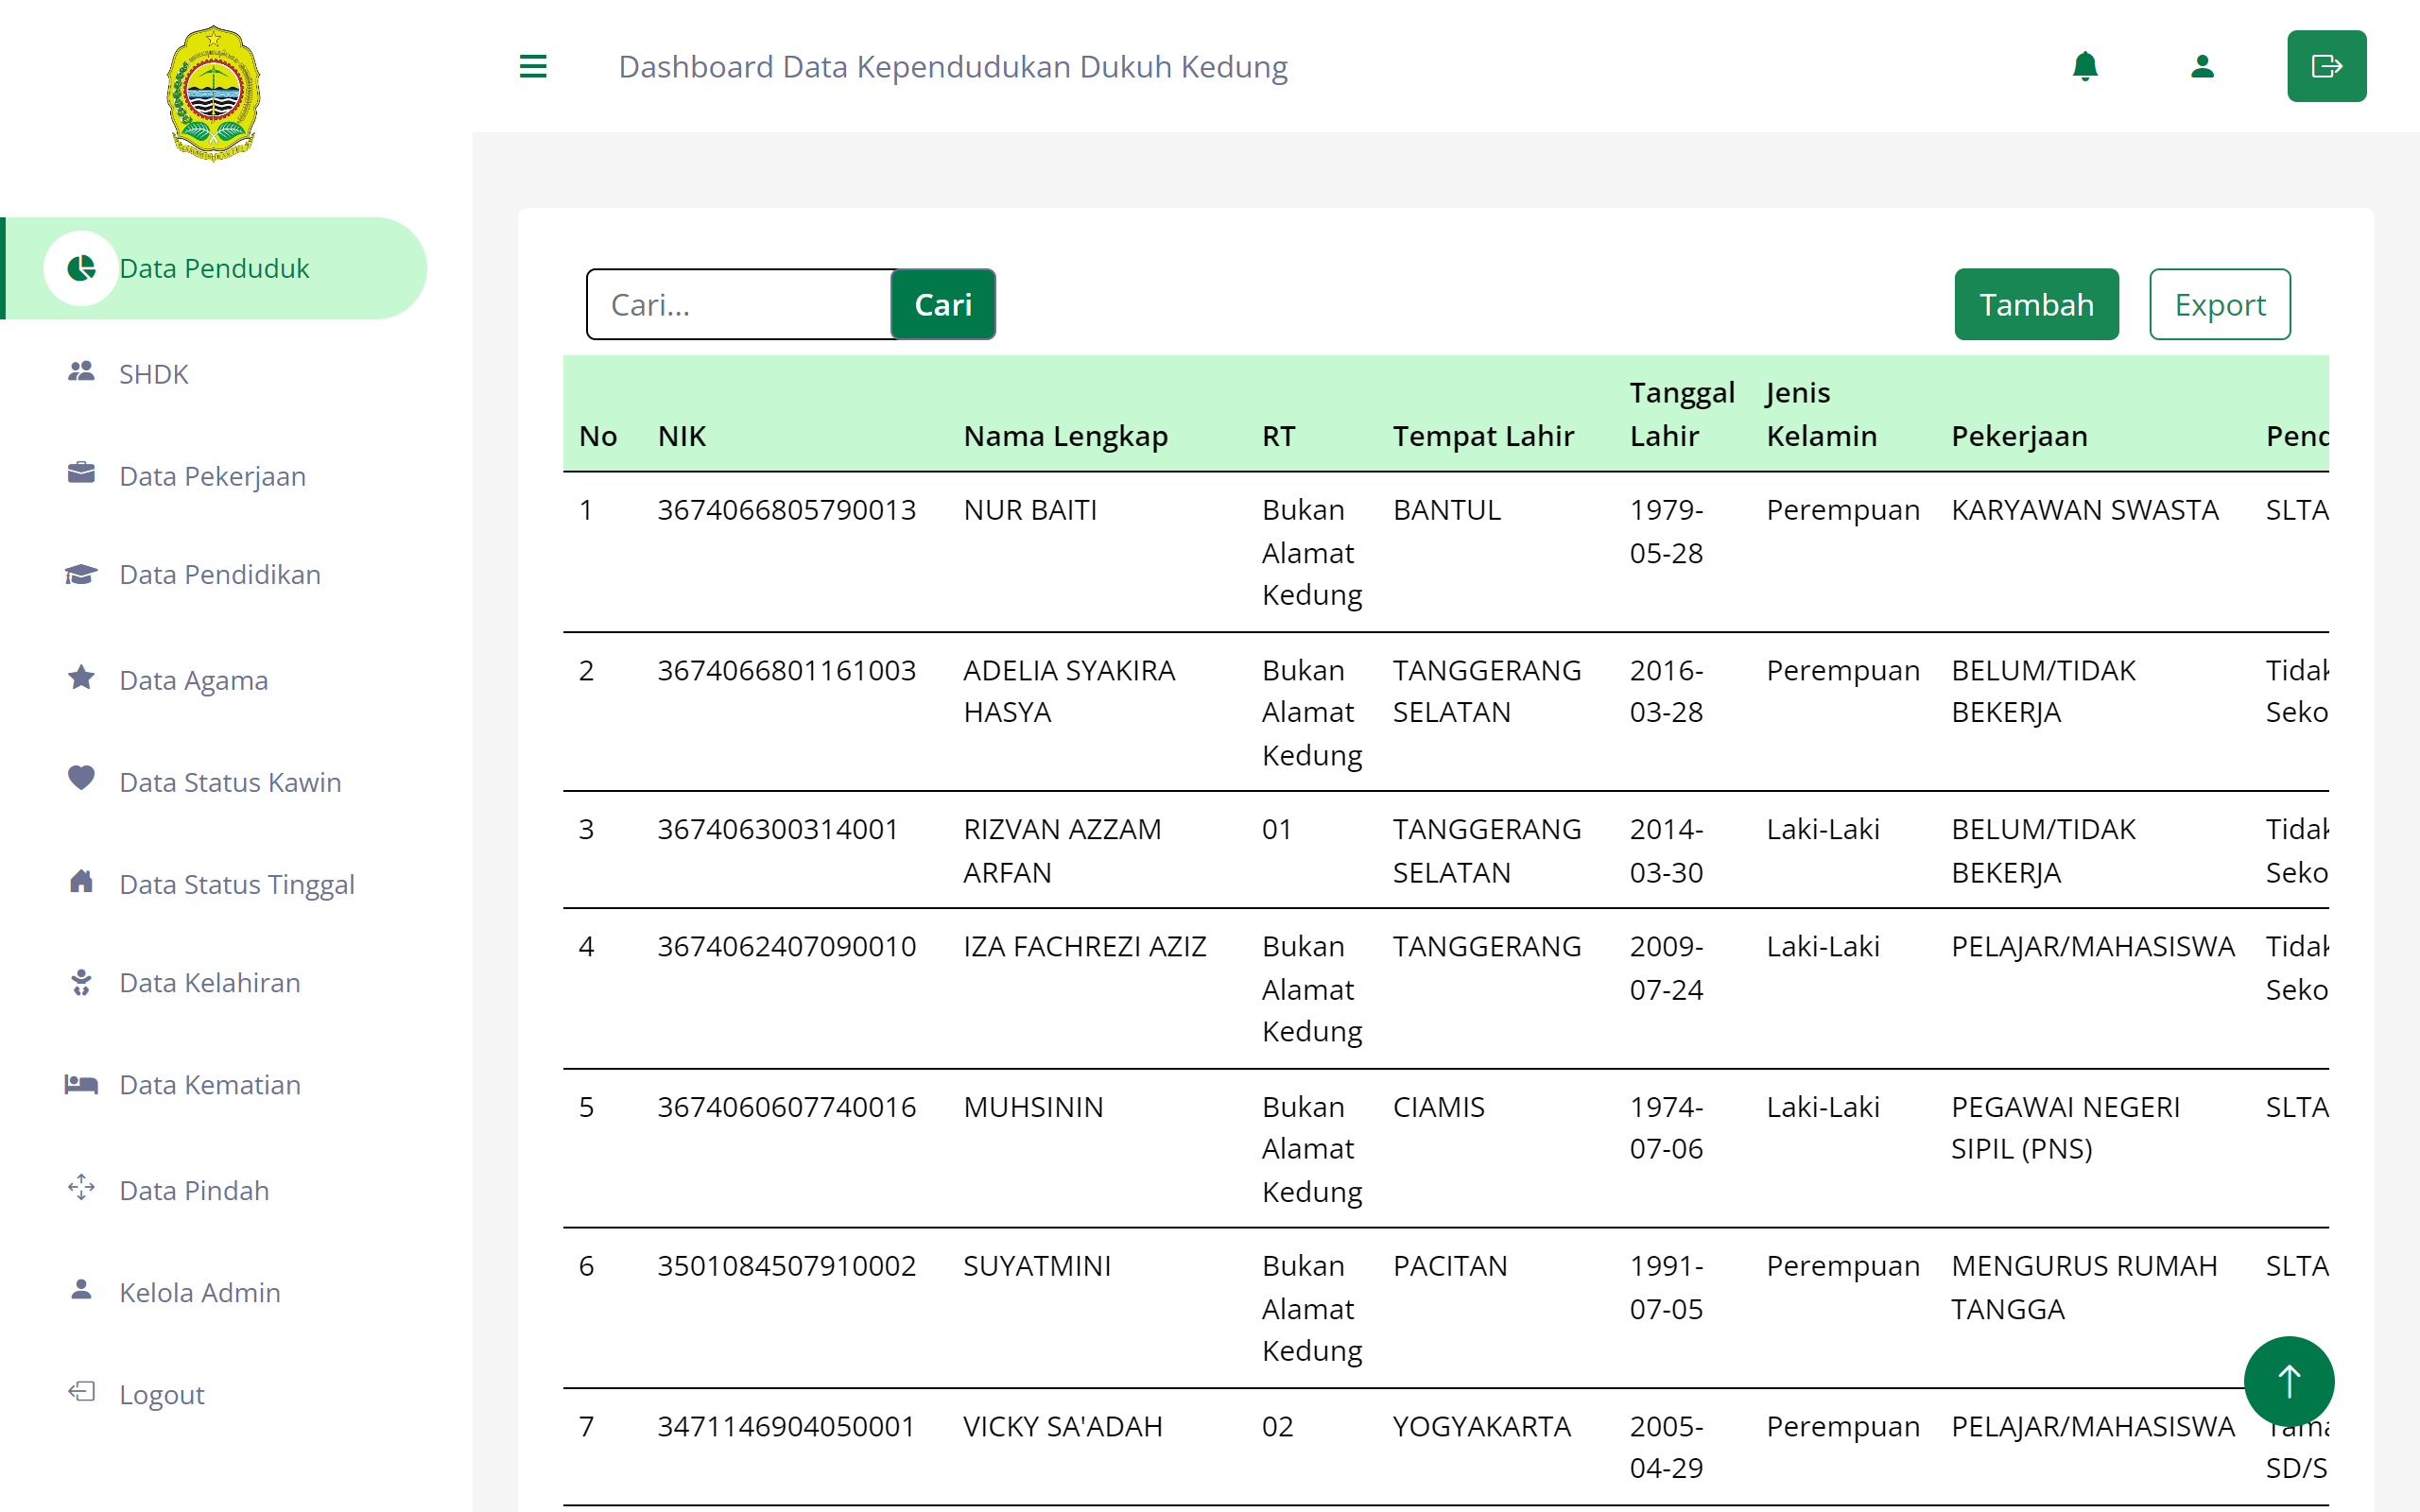 Dashboard Data Kependudukan Dukuh Kedung
Data Penduduk
SHDK
Data Pekerjaan
Data Pendidikan
Data Agama
Data Status Kawin
Data Status Tinggal
Data Kelahiran
Data Kematian
Data Pindah
Kelola Admin
Logout
Cari... Cari Tambah Export
No NIK Nama Lengkap RT Tempat Lahir Tanggal Lahir Jenis Kelamin Pekerjaan Pend
1 3674066805790013 NUR BAITI Bukan Alamat Kedung BANTUL 1979-05-28 Perempuan KARYAWAN SWASTA SLTA
2 3674066801161003 ADELIA SYAKIRA HASYA Bukan Alamat Kedung TANGGERANG SELATAN 2016-03-28 Perempuan BELUM/TIDAK BEKERJA Tidak Seko
3 367406300314001 RIZVAN AZZAM ARFAN 01 TANGGERANG SELATAN 2014-03-30 Laki-Laki BELUM/TIDAK BEKERJA Tidak Seko
4 3674062407090010 IZA FACHREZI AZIZ Bukan Alamat Kedung TANGGERANG 2009-07-24 Laki-Laki PELAJAR/MAHASISWA Tidak Seko
5 3674060607740016 MUHSININ Bukan Alamat Kedung CIAMIS 1974-07-06 Laki-Laki PEGAWAI NEGERI SIPIL (PNS) SLTA
6 3501084507910002 SUYATMINI Bukan Alamat Kedung PACITAN 1991-07-05 Perempuan MENGURUS RUMAH TANGGA SLTA
7 3471146904050001 VICKY SA'ADAH 02 YOGYAKARTA 2005-04-29 Perempuan PELAJAR/MAHASISWA SD/S